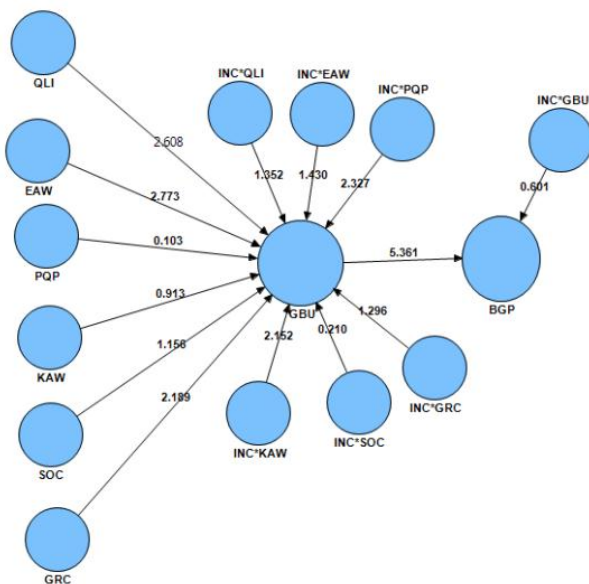 QLI
INC*QLI
INC*EAW
INC*PQP
INC*GBU
2.608
1.352
1.430
2.327
0.601
EAW
2.773
PQP
0.103
5.361
BGP
GBU
0.913
KAW
1.156
2.152
0.210
1.296
2.189
INC*KAW
INC*SOC
INC*GRC
SOC
GRC